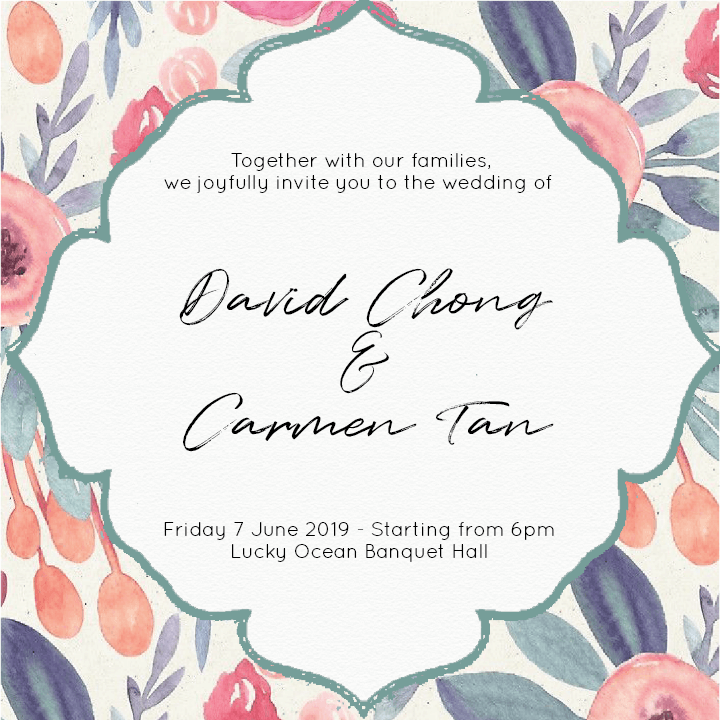 Together with our families,
we joyfully invite you to the wedding of
David Chong
&
Carmen Tan
Friday 7 June 2019 - Starting from 6pm
Lucky Ocean Banquet Hall